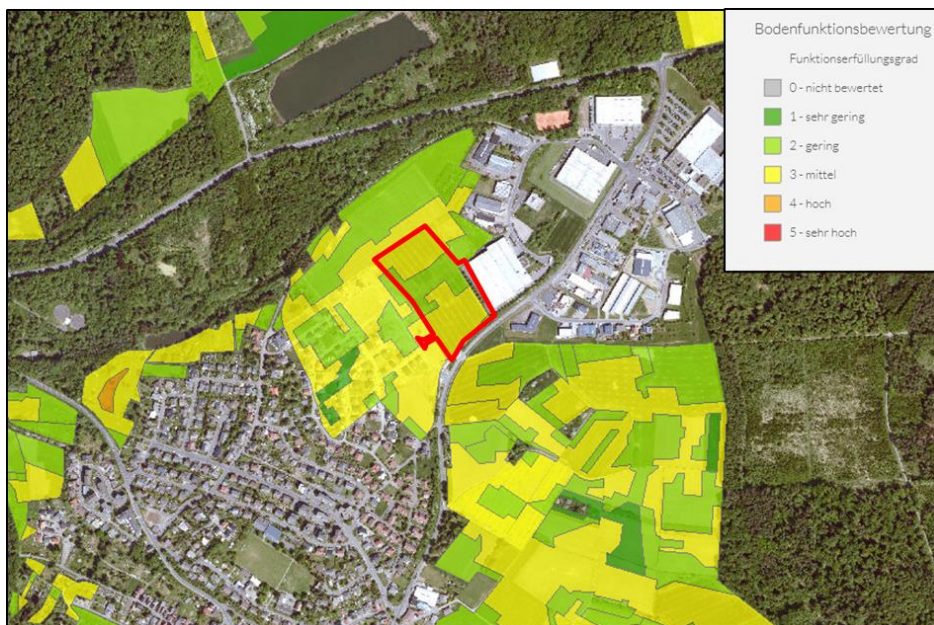 Bodenfunktionsbewertung
Funktionserfüllungsgrad
0 - nicht bewertet
1 - sehr gering
2 - gering
3 - mittel
4 - hoch
5 - sehr hoch